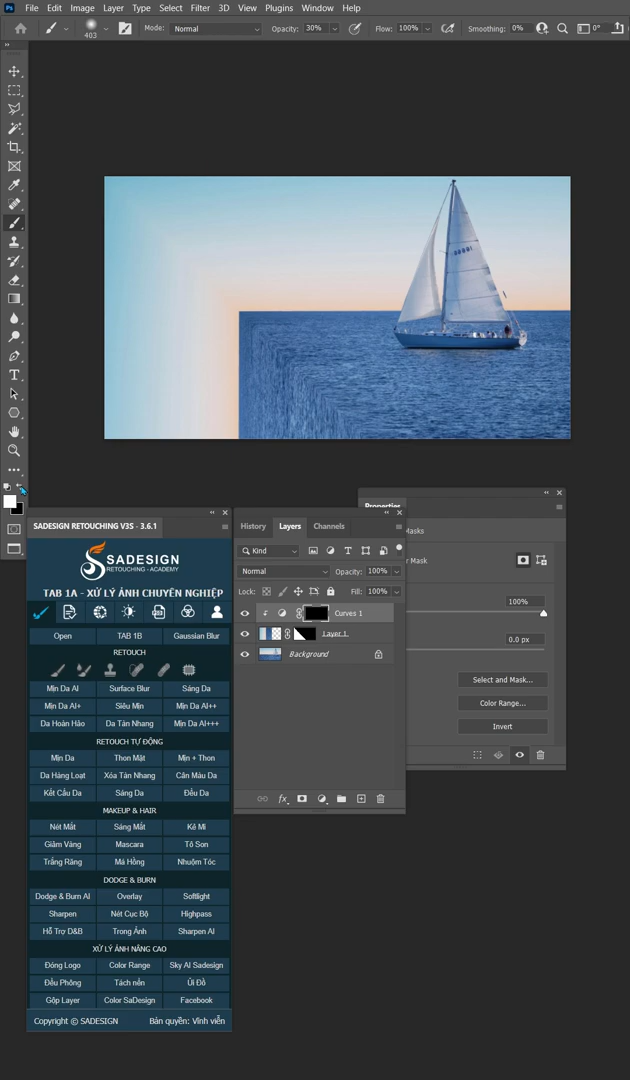 Ps File Edit Image Layer Type Select Filter 3D View Plugins Window Help
403 Mode: Normal Opacity: 30% Flow: 100% Smoothing: 0% 0°
Properties
Masks
r Mask
100%
0.0 px
Select and Mask...
Color Range...
Invert
SADESIGN RETOUCHING V3S - 3.6.1
SADESIGN
RETOUCHING - ACADEMY
TAB 1A - XỬ LÝ ẢNH CHUYÊN NGHIỆP
Open TAB 1B Gaussian Blur
RETOUCH
Mịn Da AI Surface Blur Sáng Da
Mịn Da AI+ Siêu Mịn Mịn Da AI++
Da Hoàn Hảo Da Tàn Nhang Mịn Da AI+++
RETOUCH TỰ ĐỘNG
Mịn Da Thon Mặt Mịn + Thon
Da Hàng Loạt Xóa Tàn Nhang Cân Màu Da
Kết Cấu Da Sáng Da Đều Da
MAKEUP & HAIR
Nét Mắt Sáng Mắt Kẻ Mi
Giảm Vàng Mascara Tô Son
Trắng Răng Má Hồng Nhuộm Tóc
DODGE & BURN
Dodge & Burn AI Overlay Softlight
Sharpen Nét Cục Bộ Highpass
Hỗ Trợ D&B Trong Ảnh Sharpen AI
XỬ LÝ ẢNH NÂNG CAO
Đóng Logo Color Range Sky AI Sadesign
Đều Phông Tách nền Ủi Đồ
Gộp Layer Color SaDesign Facebook
Copyright © SADESIGN Bản quyền: Vĩnh viễn
History Layers Channels
Kind
Normal Opacity: 100%
Lock: Fill: 100%
Curves 1
Layer 1
Background